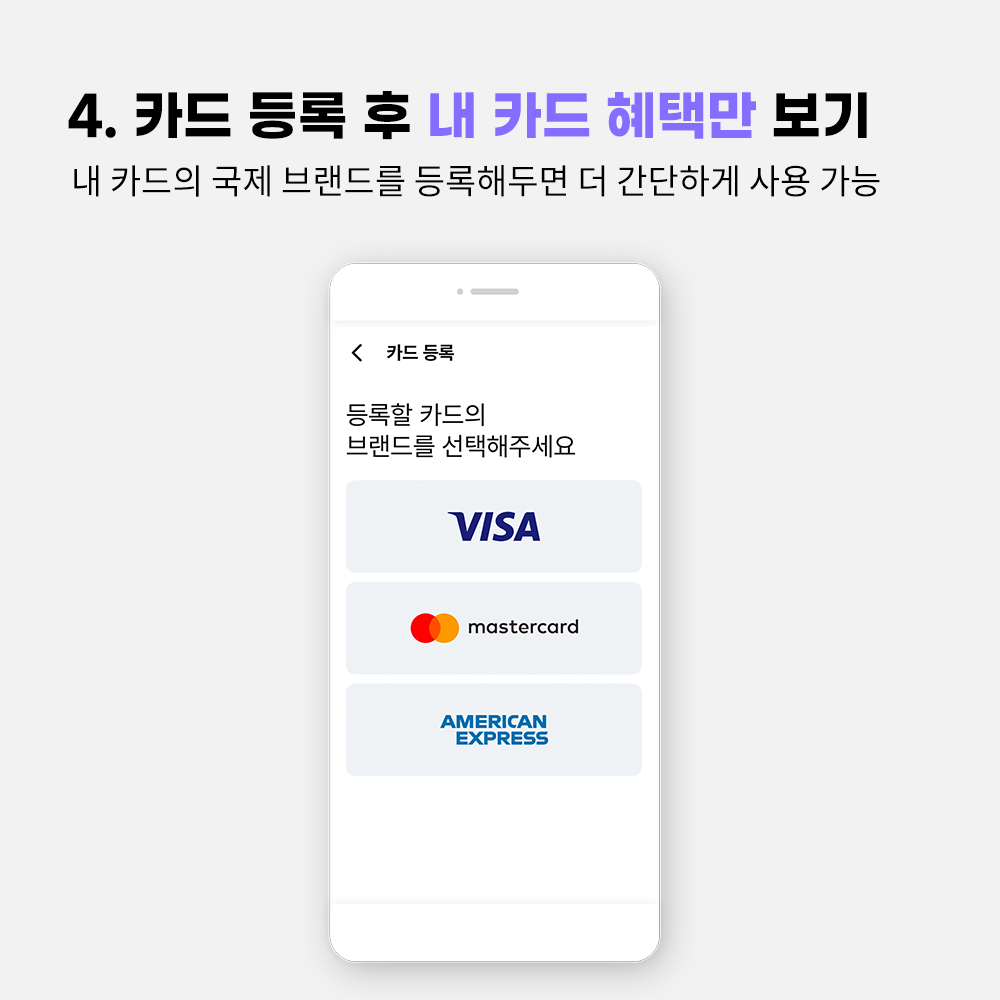 4. 카드 등록 후 내 카드 혜택만 보기
내 카드의 국제 브랜드를 등록해두면 더 간단하게 사용 가능
카드 등록
등록할 카드의
브랜드를 선택해주세요
VISA
mastercard
AMERICAN
EXPRESS